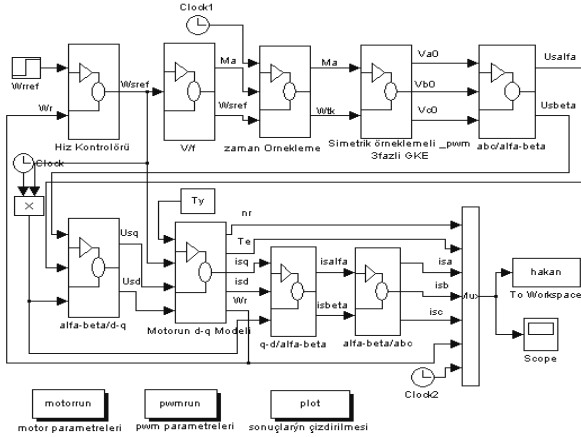 Clock1
Wrref
Wr
Hiz Kontrolörü
Wsref
V/f
Ma
Wsref
zaman Ornekleme
Ma
Wtk
Simetrik örneklemeli _pwm
3fazli GKE
Va0
Vb0
Vc0
abc/alfa-beta
Usalfa
Usbeta
Clock
×
Ty
alfa-beta/d-q
Usq
Usd
Motorun d-q Modeli
nr
Te
isq
isd
Wr
q-d/alfa-beta
isalfa
isbeta
alfa-beta/abc
isa
isb
isc
Mux
hakan
To Workspace
Scope
Clock2
motorrun
motor parametreleri
pwmrun
pwm parametreleri
plot
sonuçlarýn çizdirilmesi